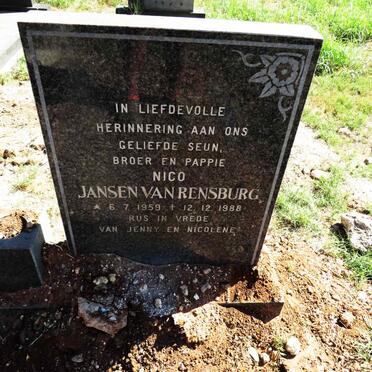 IN LIEFDEVOLLE
HERINNERING AAN ONS
GELIEFDE SEUN,
BROER EN PAPPIE
NICO
JANSEN VAN RENSBURG
▲ 6.7.1959 ✝ 12.12.1988
RUS IN VREDE
VAN JENNY EN NICOLENE